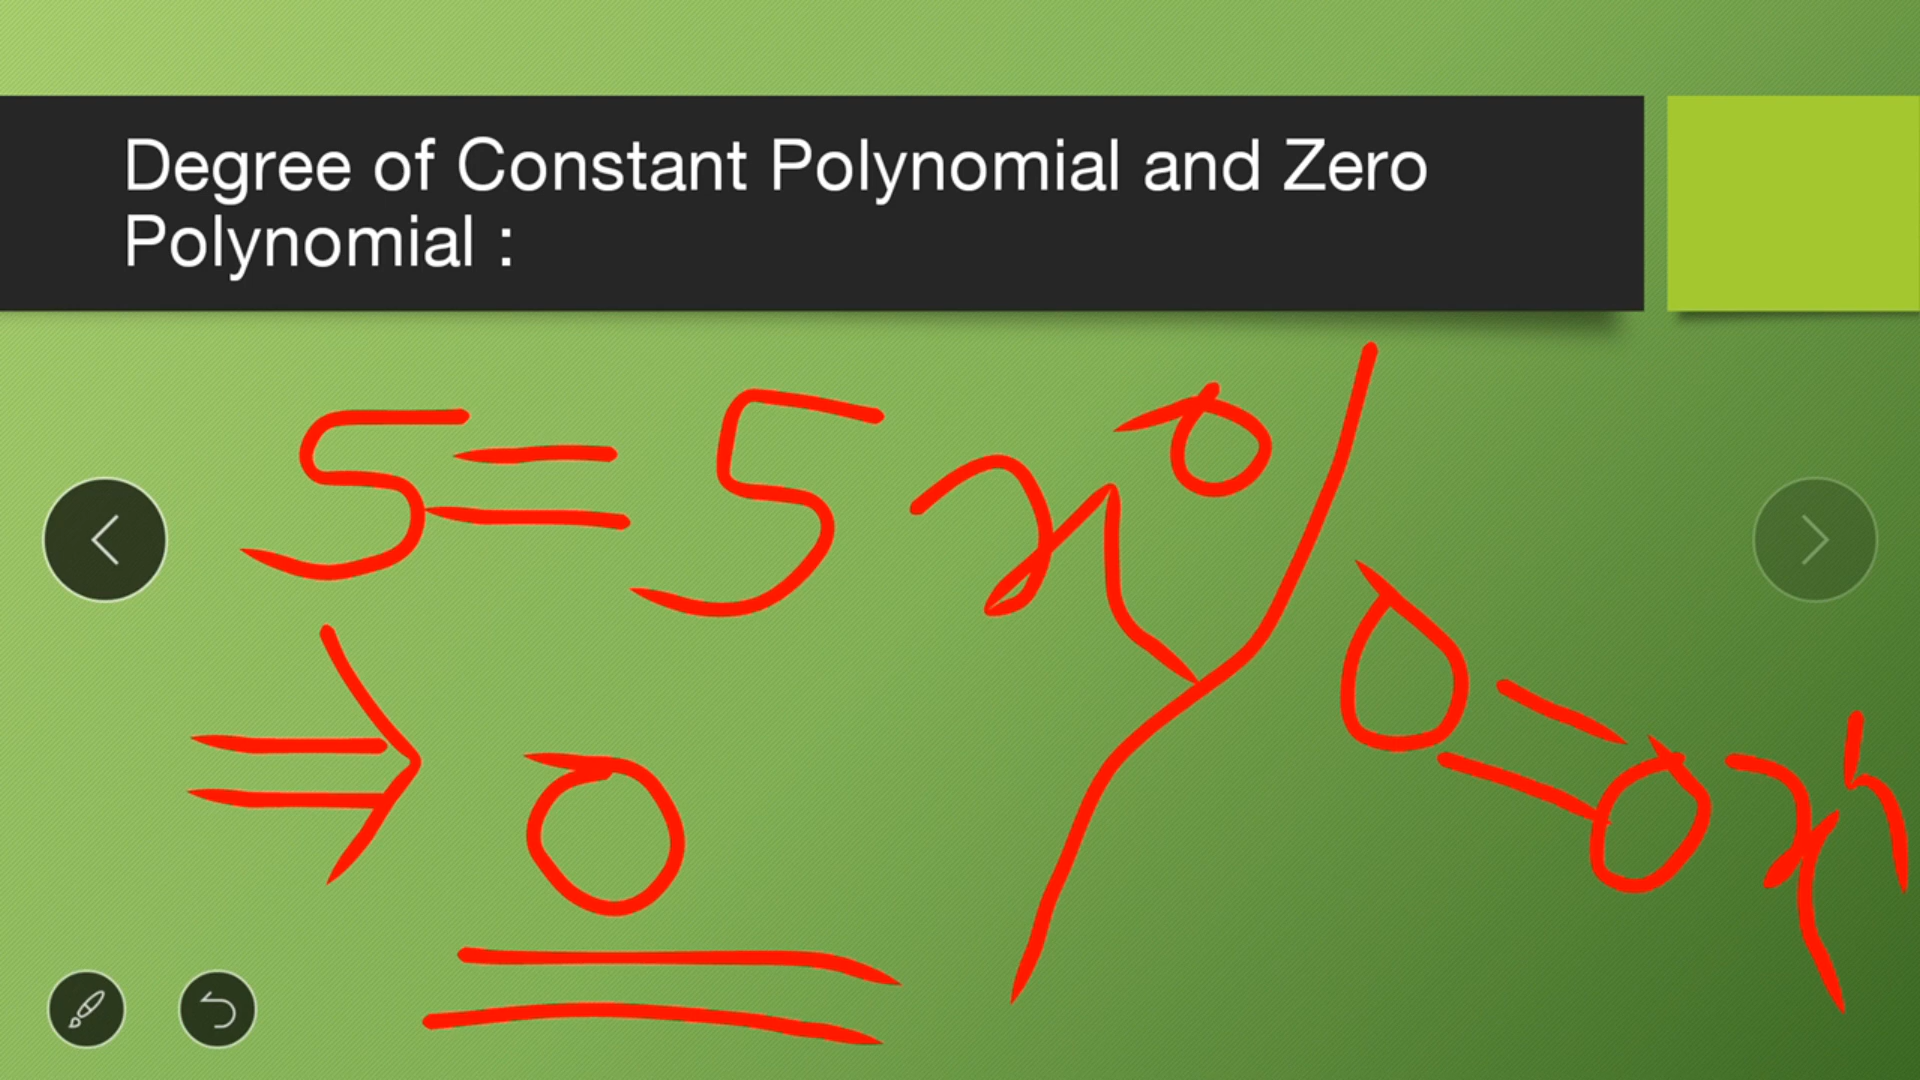 Degree of Constant Polynomial and Zero
Polynomial :
5 = 5x⁰
⇒ 0
0 = 0xⁿ